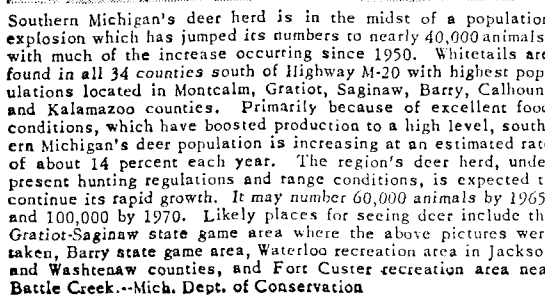 Southern Michigan's deer herd is in the midst of a population
explosion which has jumped its numbers to nearly 40,000 animals
with much of the increase occurring since 1950. Whitetails are
found in all 34 counties south of Highway M-20 with highest pop
ulations located in Montcalm, Gratiot, Saginaw, Barry, Calhoun
and Kalamazoo counties. Primarily because of excellent food
conditions, which have boosted production to a high level, south
ern Michigan's deer population is increasing at an estimated rate
of about 14 percent each year. The region's deer herd, unde
present hunting regulations and range conditions, is expected t
continue its rapid growth. It may number 60,000 animals by 1965
and 100,000 by 1970. Likely places for seeing deer include th
Gratiot-Saginaw state game area where the above pictures wer
taken, Barry state game area, Waterloo recreation area in Jackso
and Washtenaw counties, and Fort Custer recreation area nea
Battle Creek.--Mich. Dept. of Conservation